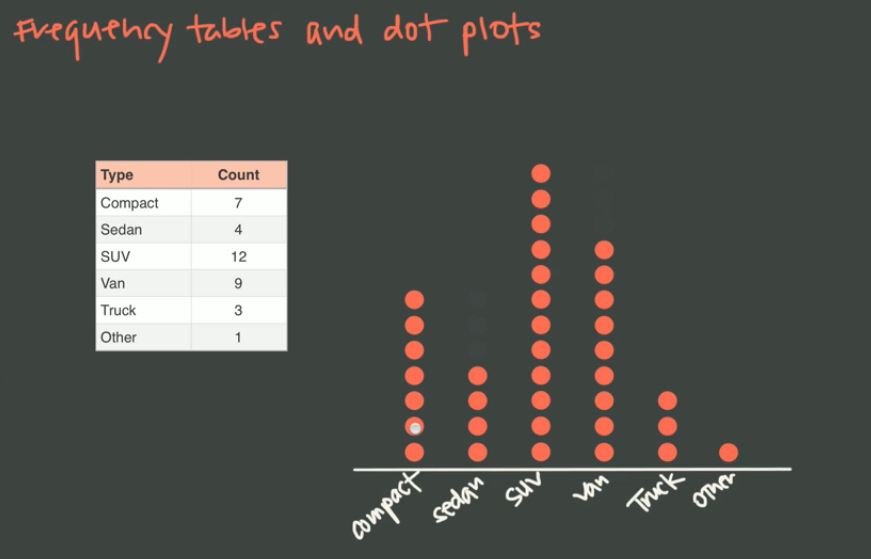 Frequency tables and dot plots
Type Count
Compact 7
Sedan 4
SUV 12
Van 9
Truck 3
Other 1
compact sedan SUV van Truck other